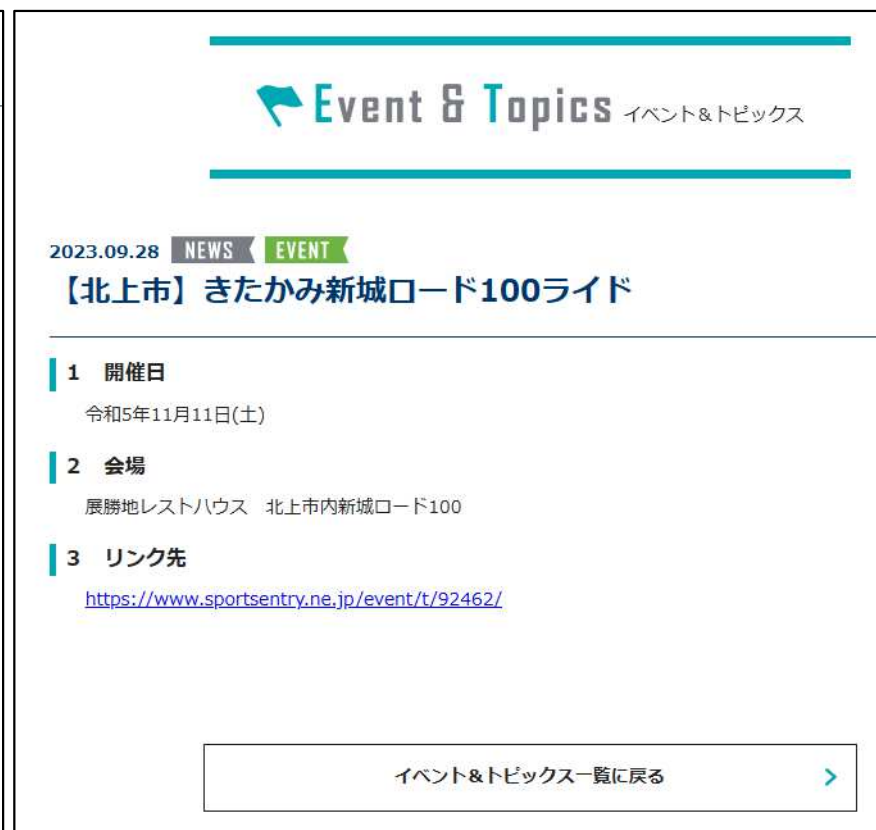 Event & Topics イベント&トピックス
2023.09.28 NEWS EVENT
【北上市】きたかみ新城ロード100ライド
1 開催日
令和5年11月11日(土)
2 会場
展勝地レストハウス 北上市内新城ロード100
3 リンク先
https://www.sportsentry.ne.jp/event/t/92462/
イベント&トピックス一覧に戻る